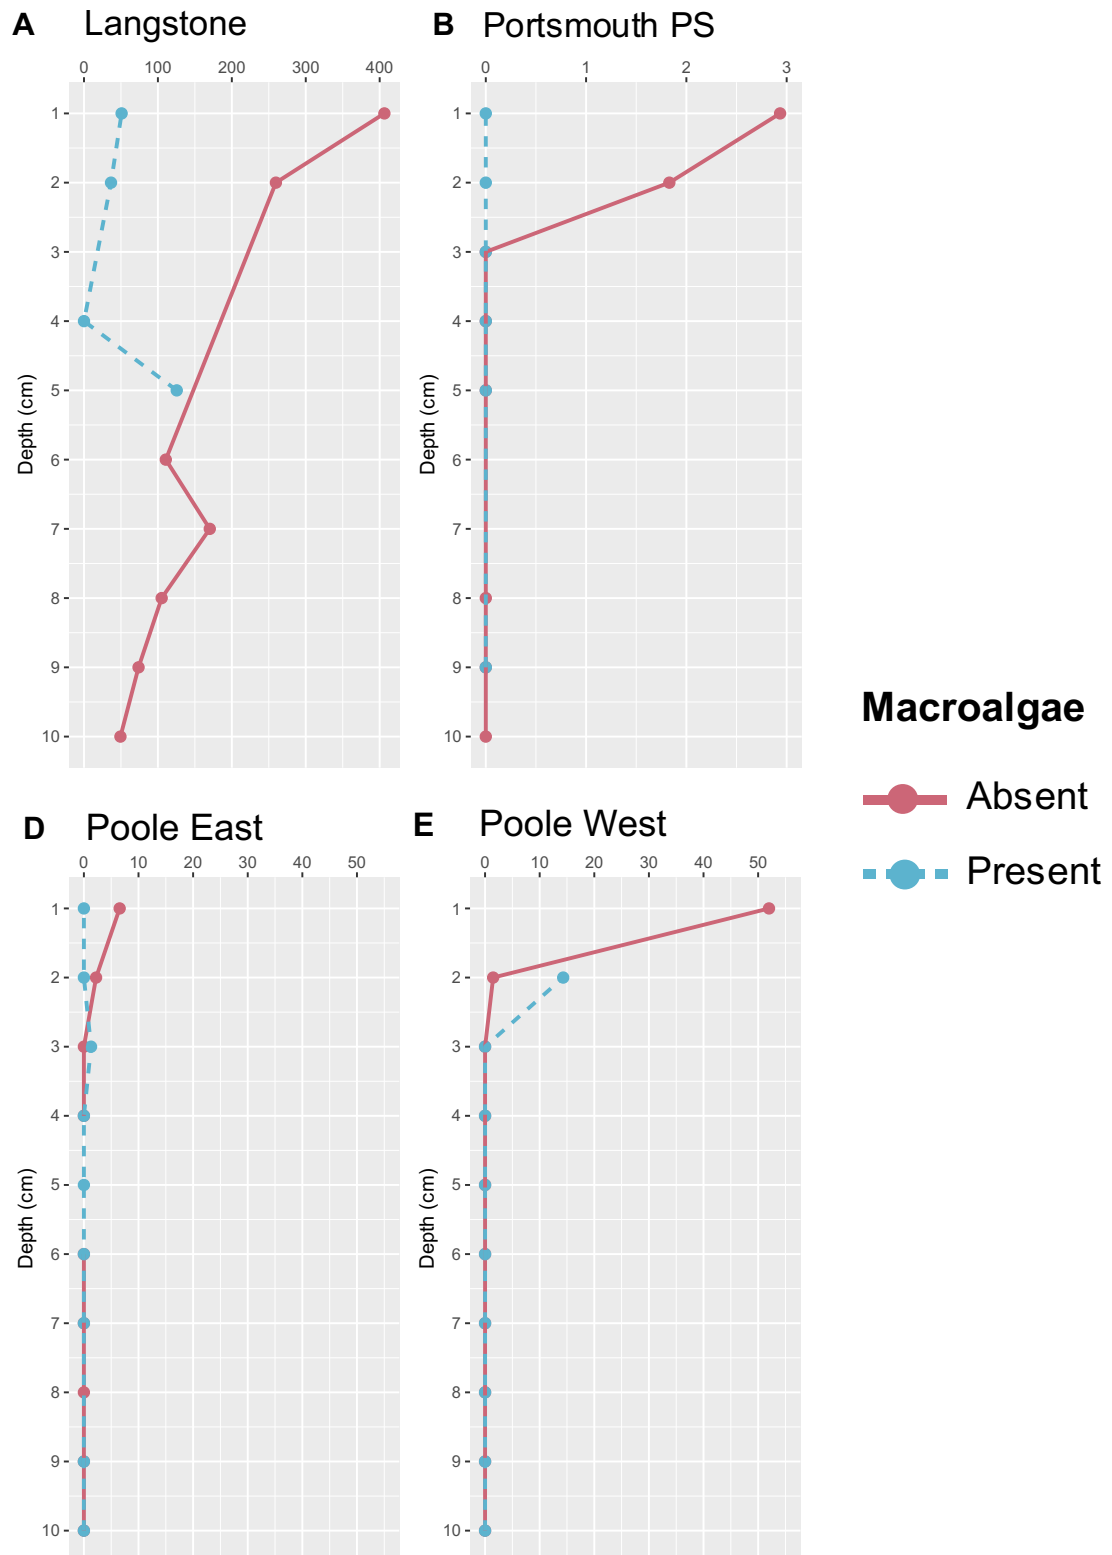 A Langstone
0 100 200 300 400
1
2
3
4
5
6
7
8
9
10
Depth (cm)
B Portsmouth PS
0 1 2 3
1
2
3
4
5
6
7
8
9
10
Depth (cm)
Macroalgae
Absent
Present
D Poole East
0 10 20 30 40 50
1
2
3
4
5
6
7
8
9
10
Depth (cm)
E Poole West
0 10 20 30 40 50
1
2
3
4
5
6
7
8
9
10
Depth (cm)